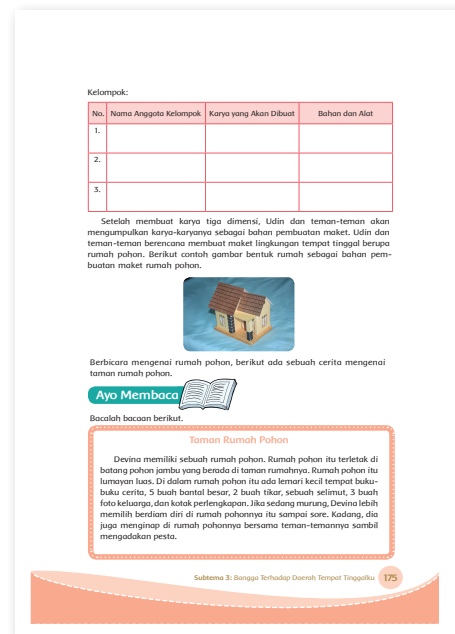 Kelompok:
No. Nama Anggota Kelompok Karya yang Akan Dibuat Bahan dan Alat
1.
2.
3.
Setelah membuat karya tiga dimensi, Udin dan teman-teman akan
mengumpulkan karya-karyanya sebagai bahan pembuatan maket. Udin dan
teman-teman berencana membuat maket lingkungan tempat tinggal berupa
rumah pohon. Berikut contoh gambar bentuk rumah sebagai bahan pem-
buatan maket rumah pohon.
Berbicara mengenai rumah pohon, berikut ada sebuah cerita mengenai
taman rumah pohon.
Ayo Membaca
Bacalah bacaan berikut.
Taman Rumah Pohon
Devina memiliki sebuah rumah pohon. Rumah pohon itu terletak di
batang pohon jambu yang berada di taman rumahnya. Rumah pohon itu
lumayan luas. Di dalam rumah pohon itu ada lemari kecil tempat buku-
buku cerita, 5 buah bantal besar, 2 buah tikar, sebuah selimut, 3 buah
foto keluarga, dan kotak perlengkapan. Jika sedang murung, Devina lebih
memilih berdiam diri di rumah pohonnya itu sampai sore. Kadang, dia
juga menginap di rumah pohonnya bersama teman-temannya sambil
mengadakan pesta.
Subtema 3: Bangga Terhadap Daerah Tempat Tinggalku 175